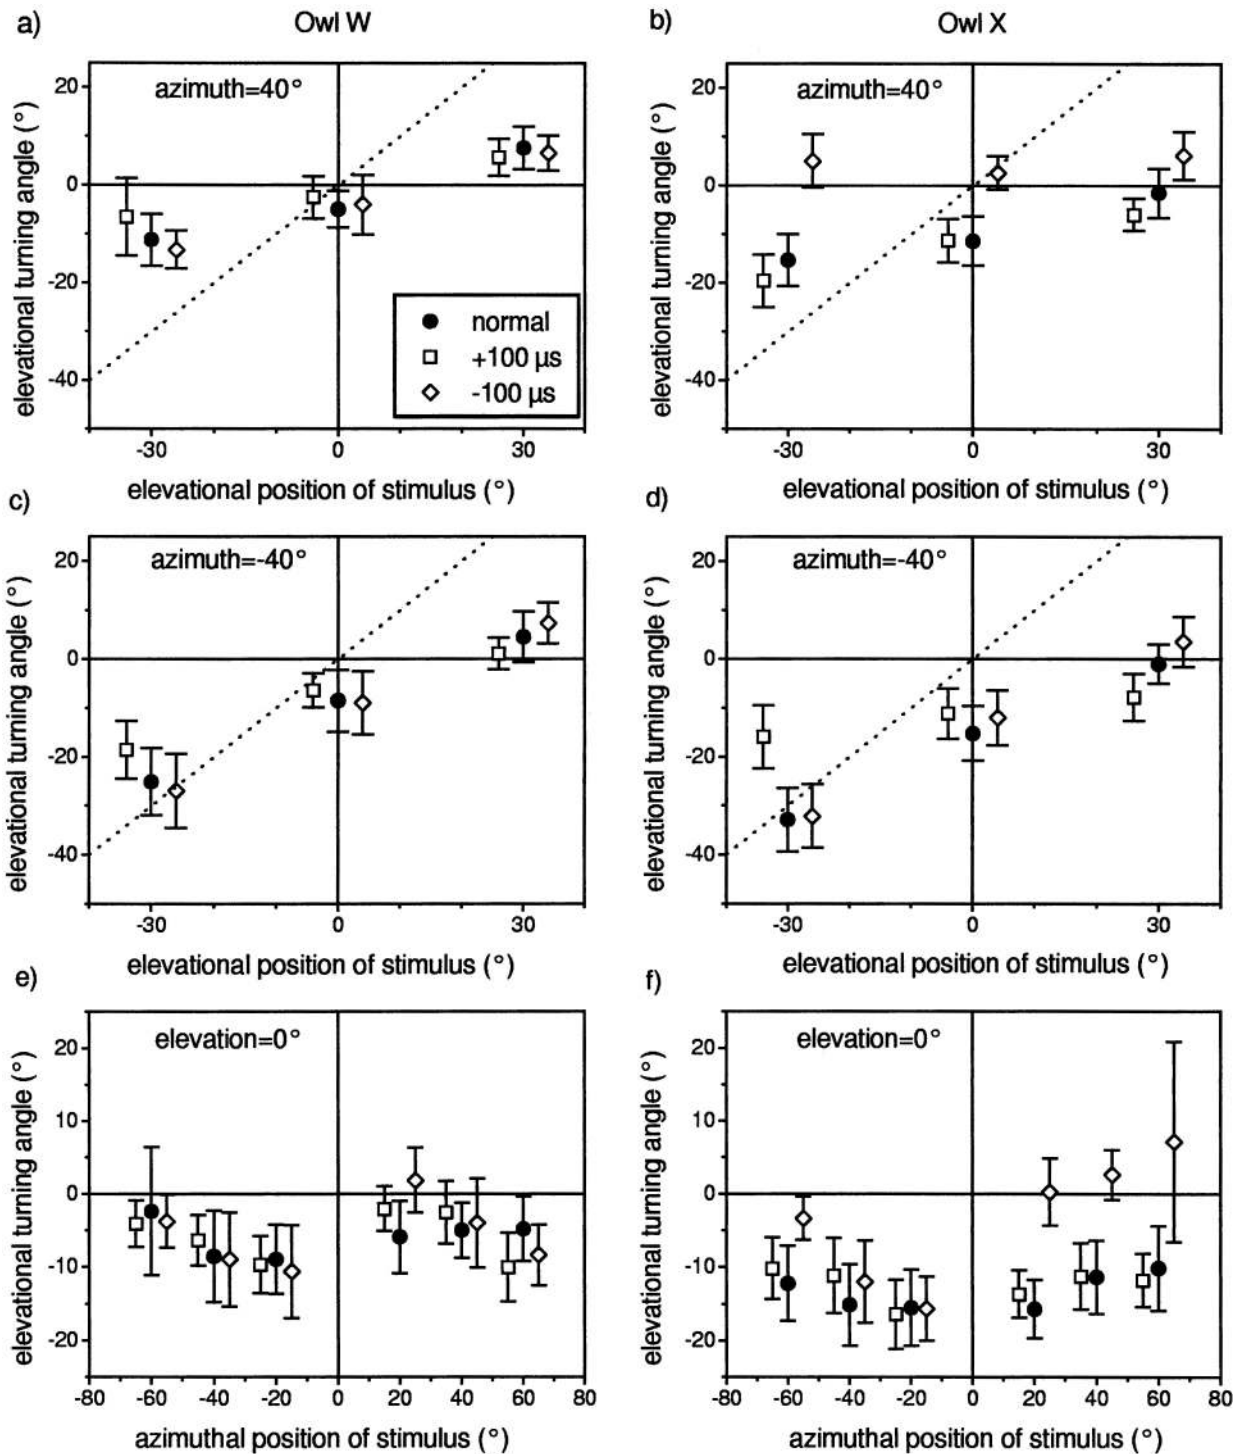 a) Owl W b) Owl X
azimuth=40° azimuth=40°
elevational turning angle (°)
20
0
-20
-40
normal
+100 µs
-100 µs
-30 0 30
elevational position of stimulus (°)
elevational turning angle (°)
20
0
-20
-40
-30 0 30
elevational position of stimulus (°)
c) d)
azimuth=-40° azimuth=-40°
elevational turning angle (°)
20
0
-20
-40
-30 0 30
elevational position of stimulus (°)
elevational turning angle (°)
20
0
-20
-40
-30 0 30
elevational position of stimulus (°)
e) f)
elevation=0° elevation=0°
elevational turning angle (°)
20
10
0
-10
-20
-80 -60 -40 -20 0 20 40 60 80
azimuthal position of stimulus (°)
elevational turning angle (°)
20
10
0
-10
-20
-80 -60 -40 -20 0 20 40 60 80
azimuthal position of stimulus (°)